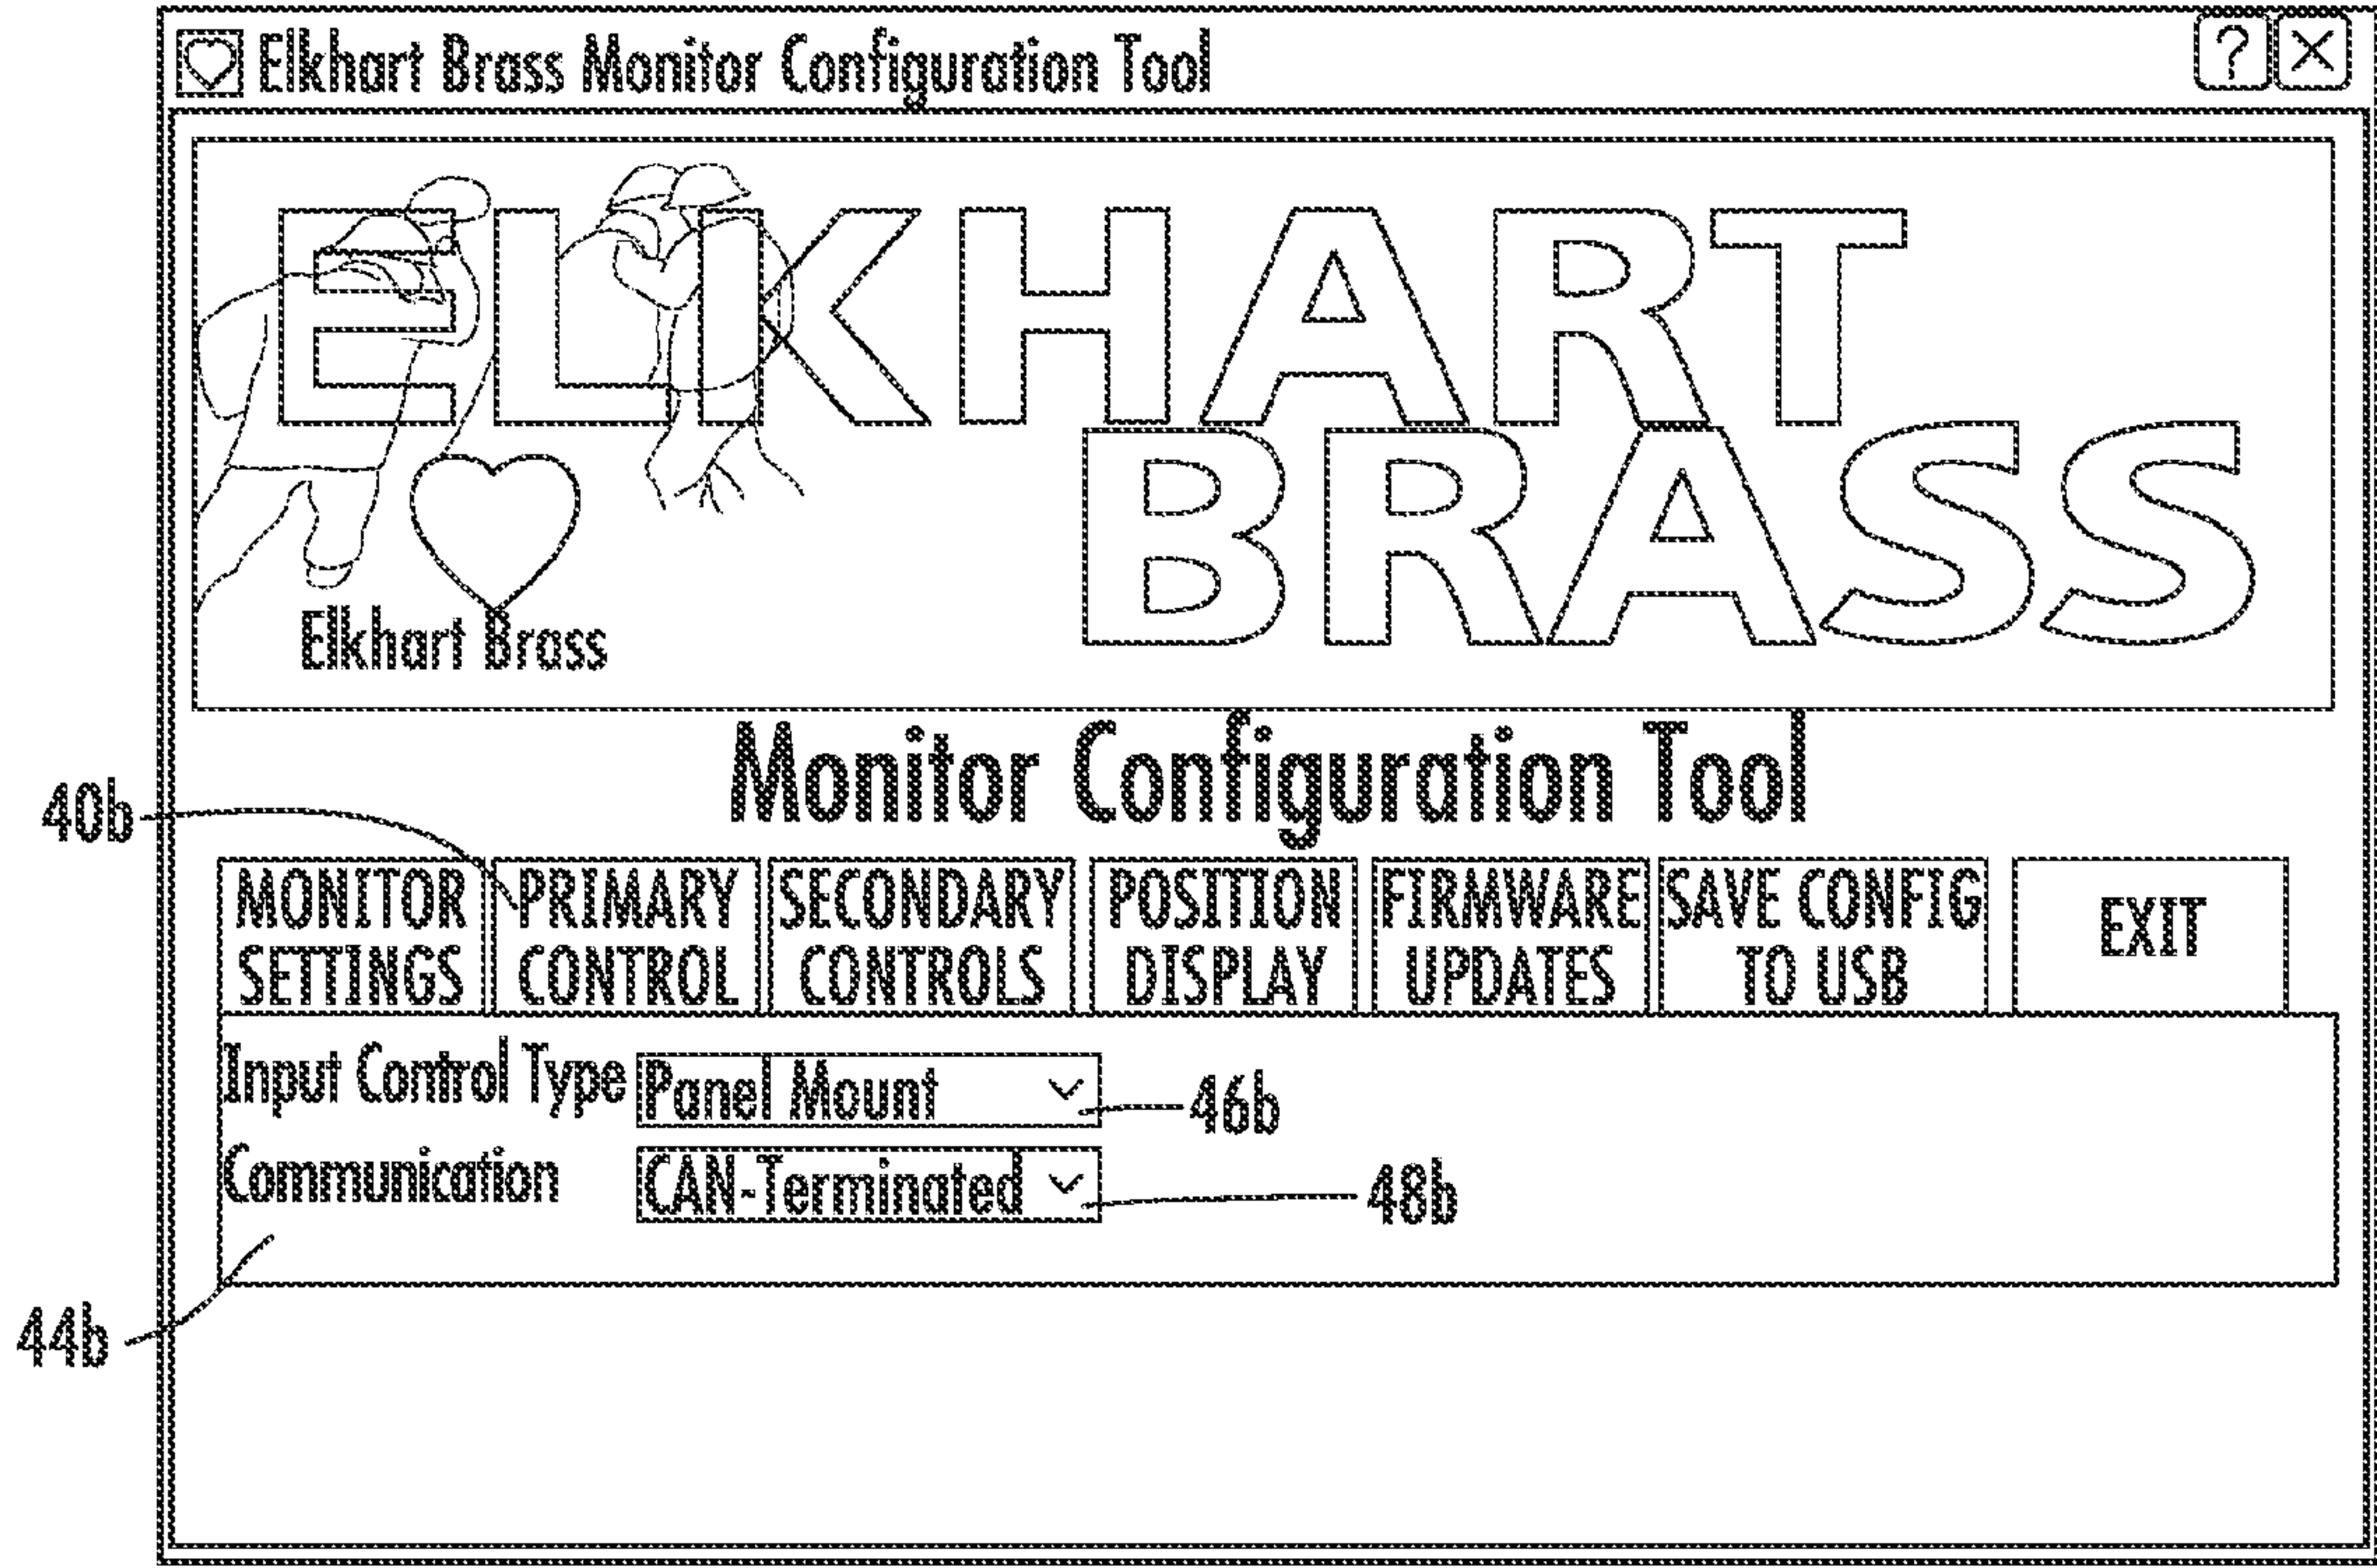 Elkhart Brass Monitor Configuration Tool ? X
ELKHART
BRASS
Elkhart Brass
Monitor Configuration Tool
40b
MONITOR SETTINGS
PRIMARY CONTROL
SECONDARY CONTROLS
POSITION DISPLAY
FIRMWARE UPDATES
SAVE CONFIG TO USB
EXIT
Input Control Type Panel Mount 46b
Communication CAN-Terminated 48b
44b